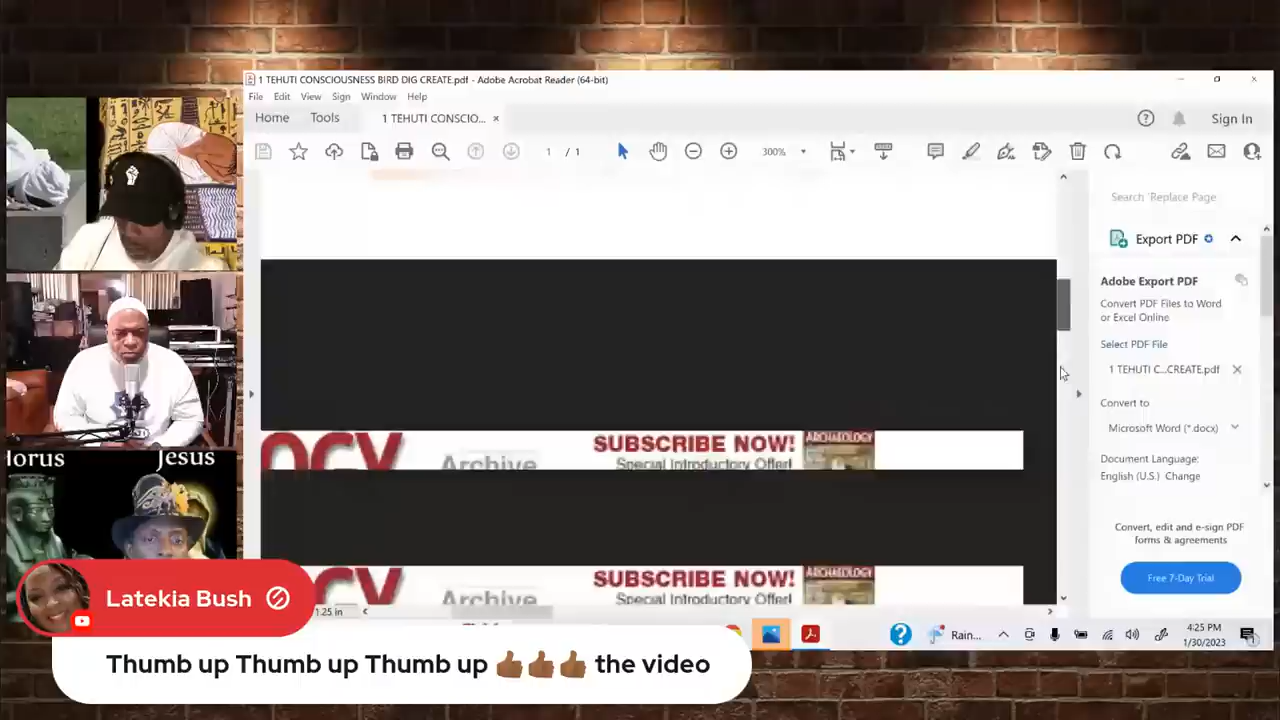 1 TEHUTI CONSCIOUSNESS BIRD DIG CREATE.pdf - Adobe Acrobat Reader (64-bit)
File Edit View Sign Window Help
Home Tools 1 TEHUTI CONSCIO... × Sign In
1 / 1 300%
Search 'Replace Page
Export PDF
Adobe Export PDF
Convert PDF Files to Word
or Excel Online
Select PDF File
1 TEHUTI C...CREATE.pdf
Convert to
Microsoft Word (*.docx)
Document Language:
English (U.S.) Change
Convert, edit and e-sign PDF
forms & agreements
Free 7-Day Trial
SUBSCRIBE NOW! ARCHAEOLOGY
Archive Special Introductory Offer!
SUBSCRIBE NOW! ARCHAEOLOGY
Archive Special Introductory Offer!
1.25 in
Horus Jesus
Rain...
4:25 PM
1/30/2023
Latekia Bush
Thumb up Thumb up Thumb up 👍🏾👍🏾👍🏾 the video